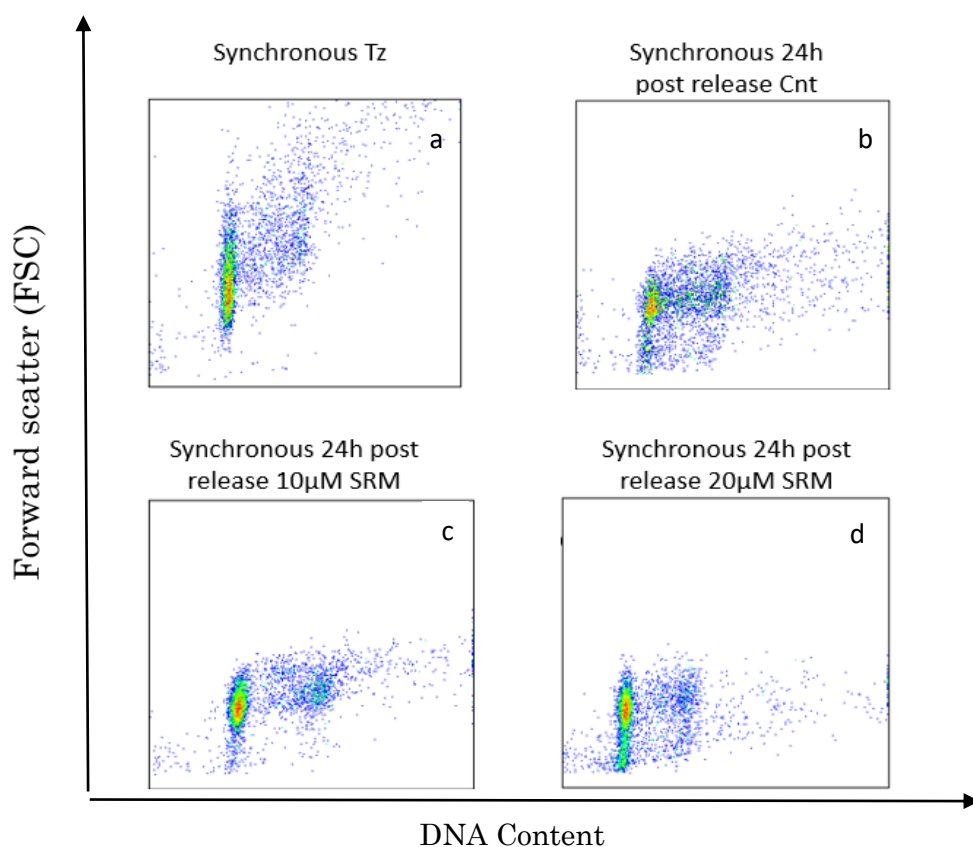 Synchronous Tz
Synchronous 24h
post release Cnt
a
b
Forward scatter (FSC)
Synchronous 24h post
release 10µM SRM
Synchronous 24h post
release 20µM SRM
c
d
DNA Content